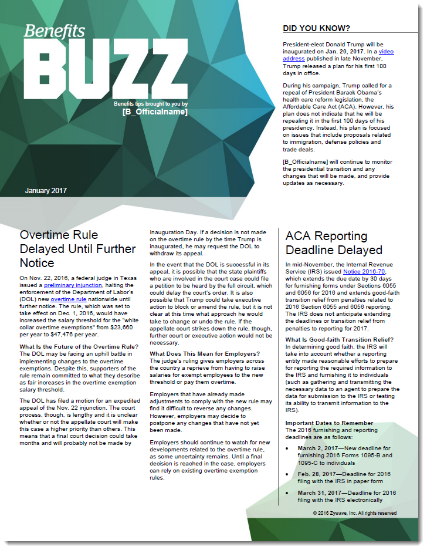 Benefits
BUZZ
Benefits tips brought to you by
[B_Officialname]
January 2017
DID YOU KNOW?
President-elect Donald Trump will be
inaugurated on Jan. 20, 2017. In a video
address published in late November,
Trump released a plan for his first 100
days in office.
During his campaign, Trump called for a
repeal of President Barack Obama's
health care reform legislation, the
Affordable Care Act (ACA). However, his
plan does not indicate that he will be
repealing it in the first 100 days of his
presidency. Instead, his plan is focused
on issues that include proposals related
to immigration, defense policies and
trade deals.
[B_Officialname] will continue to monitor
the presidential transition and any
changes that will be made, and provide
updates as necessary.
Overtime Rule
Delayed Until Further
Notice
On Nov. 22, 2016, a federal judge in Texas
issued a preliminary injunction, halting the
enforcement of the Department of Labor's
(DOL) new overtime rule nationwide until
further notice. The rule, which was set to
take effect on Dec. 1, 2016, would have
increased the salary threshold for the "white
collar overtime exemptions" from $23,660
per year to $47,476 per year.
What Is the Future of the Overtime Rule?
The DOL may be facing an uphill battle in
implementing changes to the overtime
exemptions. Despite this, supporters of the
rule remain committed to what they describe
as fair increases in the overtime exemption
salary threshold.
The DOL has filed a motion for an expedited
appeal of the Nov. 22 injunction. The court
process, though, is lengthy and it is unclear
whether or not the appellate court will make
this case a higher priority than others. This
means that a final court decision could take
months and will probably not be made by
Inauguration Day. If a decision is not made
on the overtime rule by the time Trump is
inaugurated, he may request the DOL to
withdraw its appeal.
In the event that the DOL is successful in its
appeal, it is possible that the state plaintiffs
who are involved in the court case could file
a petition to be heard by the full circuit, which
could delay the court's order. It is also
possible that Trump could take executive
action to block or amend the rule, but it is not
clear at this time what approach he would
take to change or undo the rule. If the
appellate court strikes down the rule, though,
further court or executive action would not be
necessary.
What Does This Mean for Employers?
The judge's ruling gives employers across
the country a reprieve from having to raise
salaries for exempt employees to the new
threshold or pay them overtime.
Employers that have already made
adjustments to comply with the new rule may
find it difficult to reverse any changes.
However, employers may decide to
postpone any changes that have not yet
been made.
Employers should continue to watch for new
developments related to the overtime rule,
as some uncertainty remains. Until a final
decision is reached in the case, employers
can rely on existing overtime exemption
rules.
ACA Reporting
Deadline Delayed
In mid-November, the Internal Revenue
Service (IRS) issued Notice 2016-70,
which extends the due date by 30 days
for furnishing forms under Sections 6055
and 6056 for 2016 and extends good-faith
transition relief from penalties related to
2016 Section 6055 and 6056 reporting.
The IRS does not anticipate extending
the deadlines or transition relief from
penalties to reporting for 2017.
What Is Good-faith Transition Relief?
In determining good faith, the IRS will
take into account whether a reporting
entity made reasonable efforts to prepare
for reporting the required information to
the IRS and furnishing it to individuals
(such as gathering and transmitting the
necessary data to an agent to prepare the
data for submission to the IRS or testing
its ability to transmit information to the
IRS).
Important Dates to Remember
The 2016 furnishing and reporting
deadlines are as follows:
• March 2, 2017—New deadline for
furnishing 2016 Forms 1095-B and
1095-C to individuals
• Feb. 28, 2017—Deadline for 2016
filing with the IRS in paper form
• March 31, 2017—Deadline for 2016
filing with the IRS electronically
© 2016 Zywave, Inc. All rights reserved